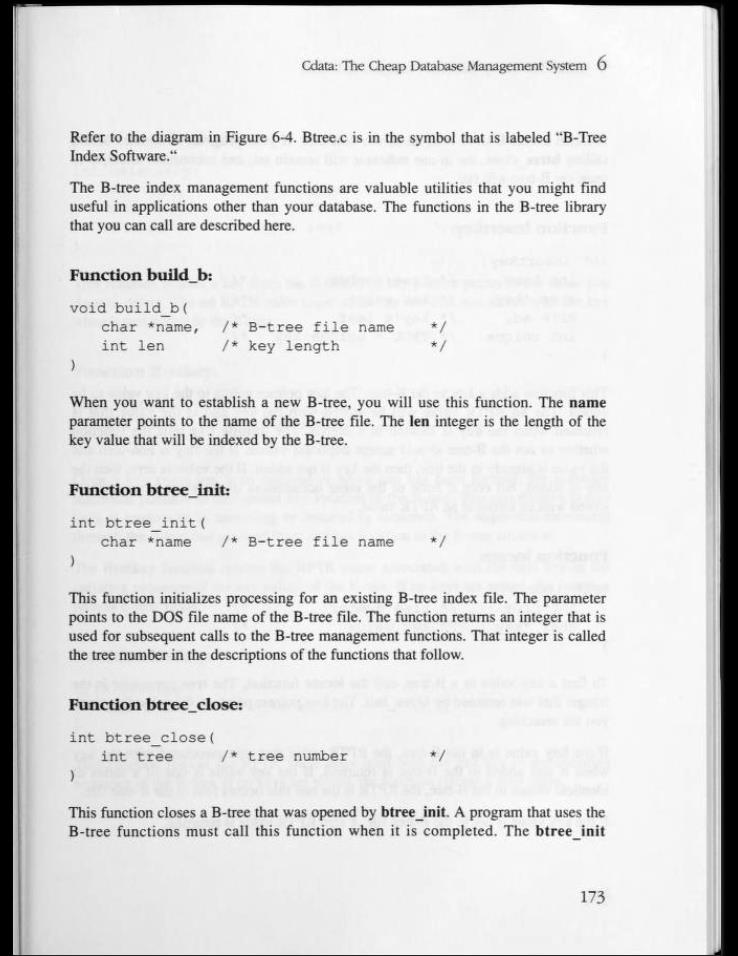 Cdata: The Cheap Database Management System 6
Refer to the diagram in Figure 6-4. Btree.c is in the symbol that is labeled “B-Tree
Index Software.“
The B-tree index management functions are valuable utilities that you might find
useful in applications other than your database. The functions in the B-tree library
that you can call are described here.
Function build_b:
void build_b(
char *name, /* B-tree file name */
int len /* key length */
)
When you want to establish a new B-tree, you will use this function. The name
parameter points to the name of the B-tree file. The len integer is the length of the
key value that will be indexed by the B-tree.
Function btree_init:
int btree_init(
char *name /* B-tree file name */
)
This function initializes processing for an existing B-tree index file. The parameter
points to the DOS file name of the B-tree file. The function returns an integer that is
used for subsequent calls to the B-tree management functions. That integer is called
the tree number in the descriptions of the functions that follow.
Function btree_close:
int btree_close(
int tree /* tree number */
)
This function closes a B-tree that was opened by btree_init. A program that uses the
B-tree functions must call this function when it is completed. The btree_init
173